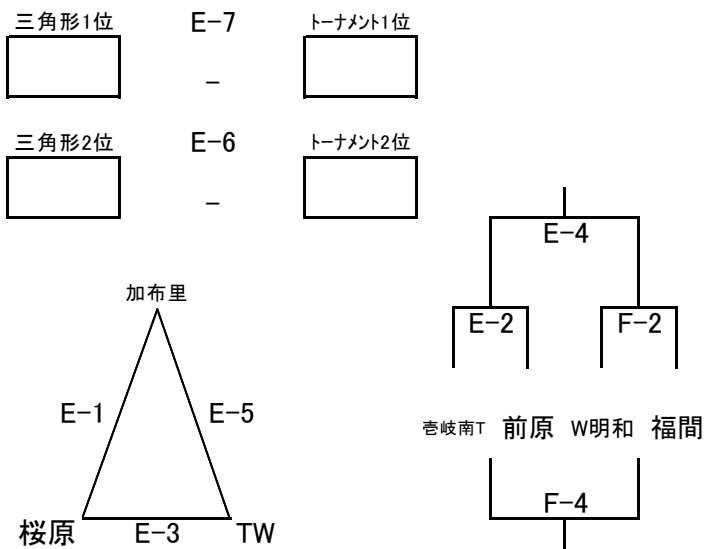 三角形1位 E-7 トーナメント1位
-
三角形2位 E-6 トーナメント2位
-
E-4
加布里
E-2 F-2
E-1 E-5
壱岐南T 前原 W明和 福間
F-4
桜原 E-3 TW